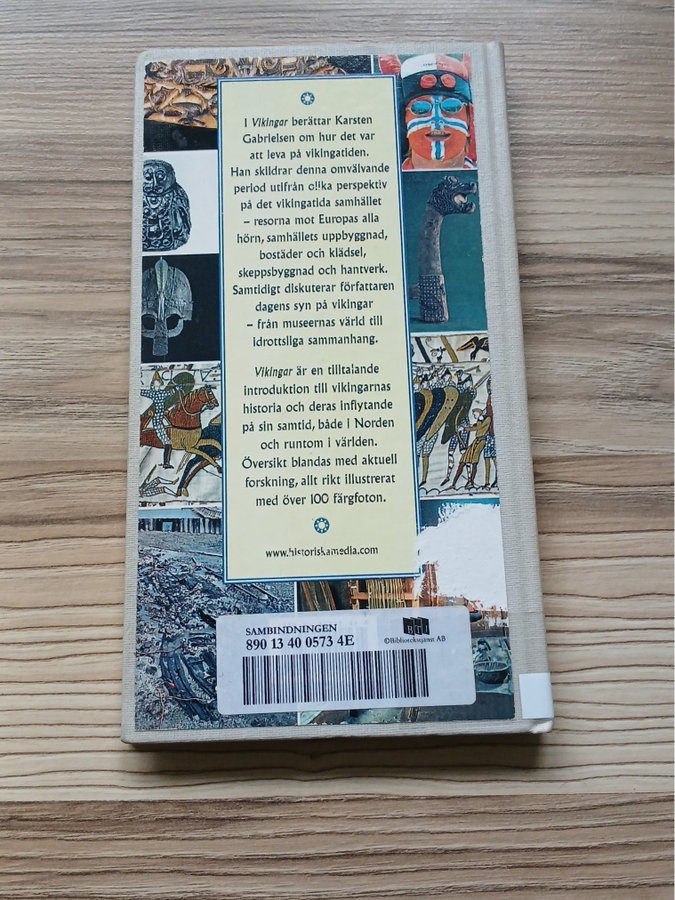 I Vikingar berättar Karsten
Gabrielsen om hur det var
att leva på vikingatiden.
Han skildrar denna omvälvande
period utifrån olika perspektiv
på det vikingatida samhället
– resorna mot Europas alla
hörn, samhällets uppbyggnad,
bostäder och klädsel,
skeppsbyggnad och hantverk.
Samtidigt diskuterar författaren
dagens syn på vikingar
– från museernas värld till
idrottsliga sammanhang.
Vikingar är en tilltalande
introduktion till vikingarnas
historia och deras inflytande
på sin samtid, både i Norden
och runtom i världen.
Översikt blandas med aktuell
forskning, allt rikt illustrerat
med över 100 färgfoton.
www.historiskamedia.com
SAMBINDNINGEN
890 13 40 0573 4E
BTJ
©Bibliotekstjänst AB